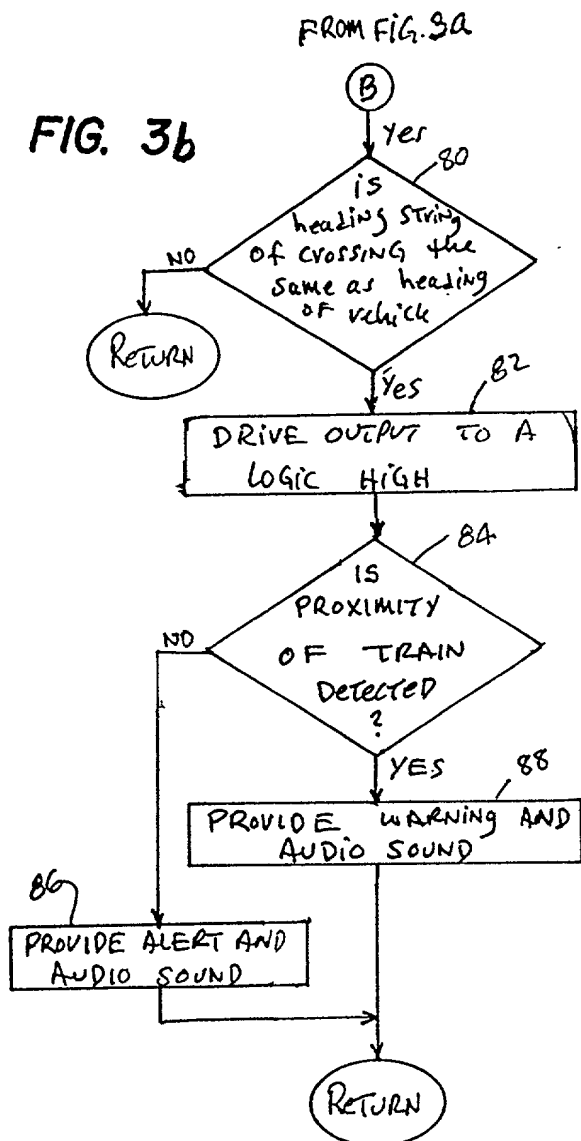 FROM FIG. 3a
B
FIG. 3b
Yes
80
iS
heading STring
of crossing the
same as heading
OF vehicle
NO
ReTURN
Yes
82
DRIVE OUTPUT TO A
LOGIC HIGH
84
IS
PROXIMITY
OF TRAIN
DeTecTED
?
NO
YES
88
PROVIDE WARNING AND
AUDIO SOUND
86
PROVIDE ALERT AND
AUDIO SOUND
ReTURN